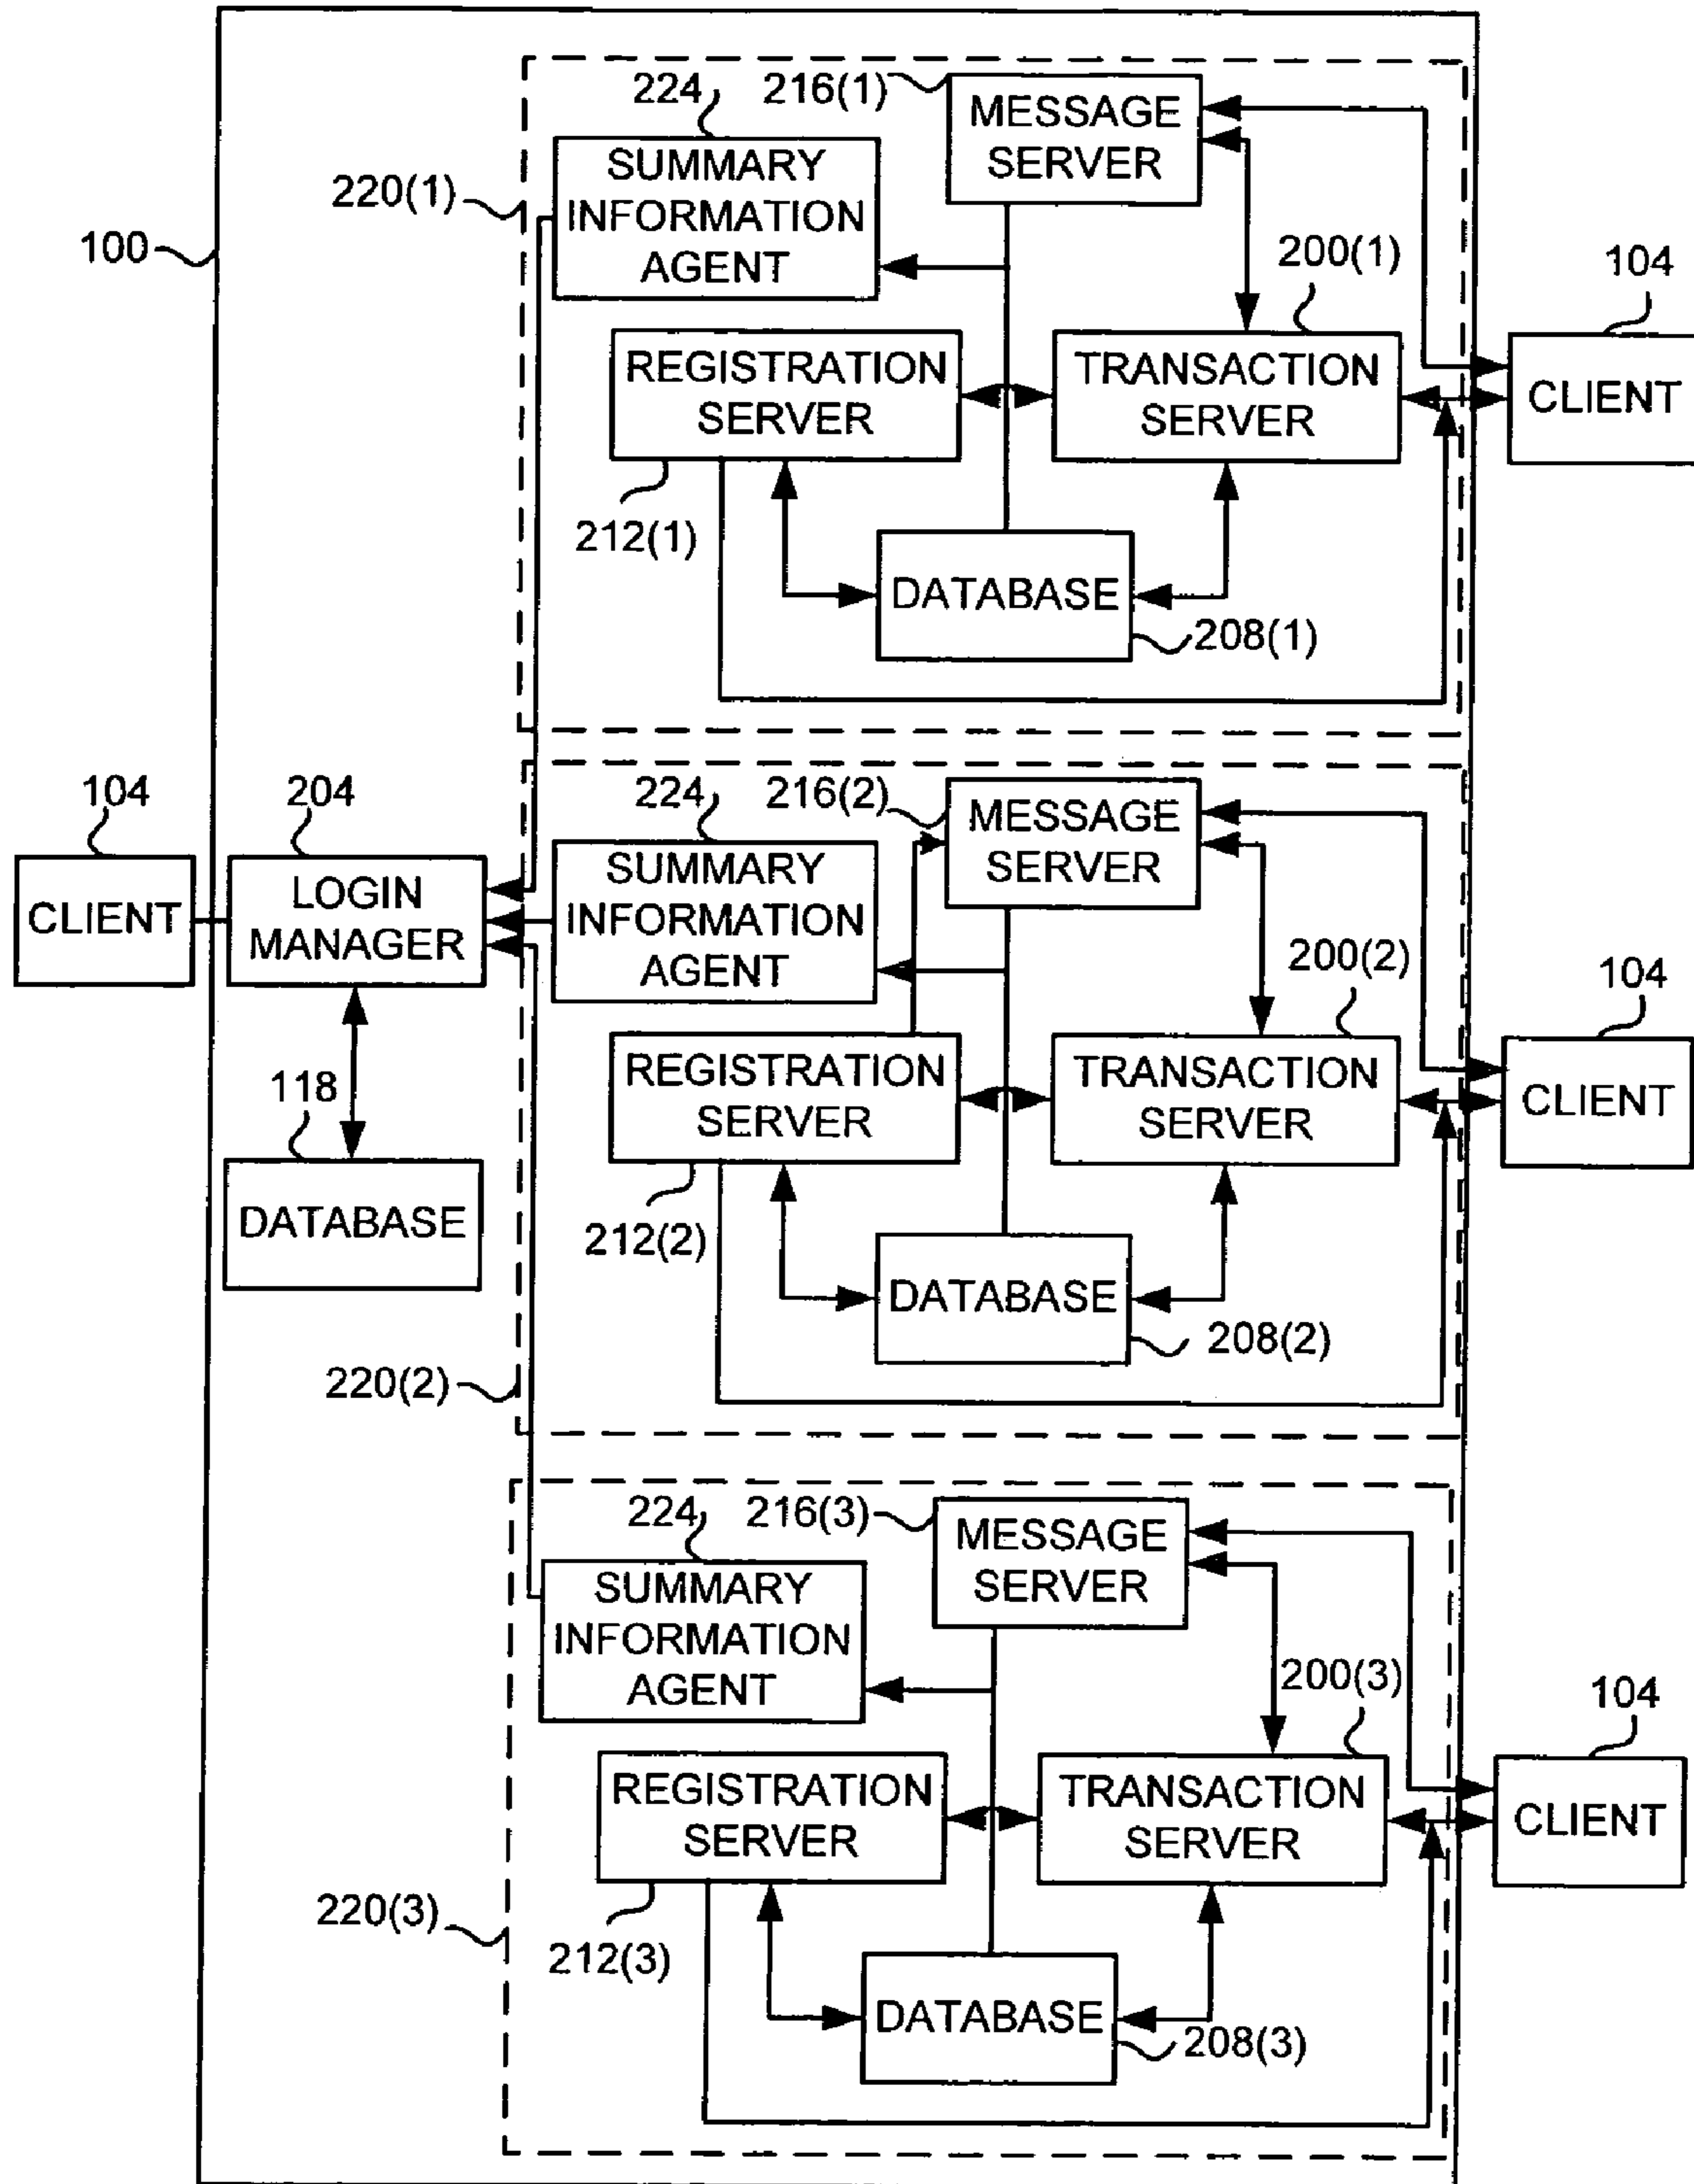 224
216(1)
MESSAGE
SERVER
SUMMARY
INFORMATION
AGENT
220(1)
100
200(1)
104
REGISTRATION
SERVER
TRANSACTION
SERVER
CLIENT
212(1)
DATABASE
208(1)
104
204
224
216(2)
MESSAGE
SERVER
CLIENT
LOGIN
MANAGER
SUMMARY
INFORMATION
AGENT
200(2)
104
118
REGISTRATION
SERVER
TRANSACTION
SERVER
CLIENT
DATABASE
212(2)
DATABASE
208(2)
220(2)
224
216(3)
MESSAGE
SERVER
SUMMARY
INFORMATION
AGENT
200(3)
104
REGISTRATION
SERVER
TRANSACTION
SERVER
CLIENT
220(3)
212(3)
DATABASE
208(3)